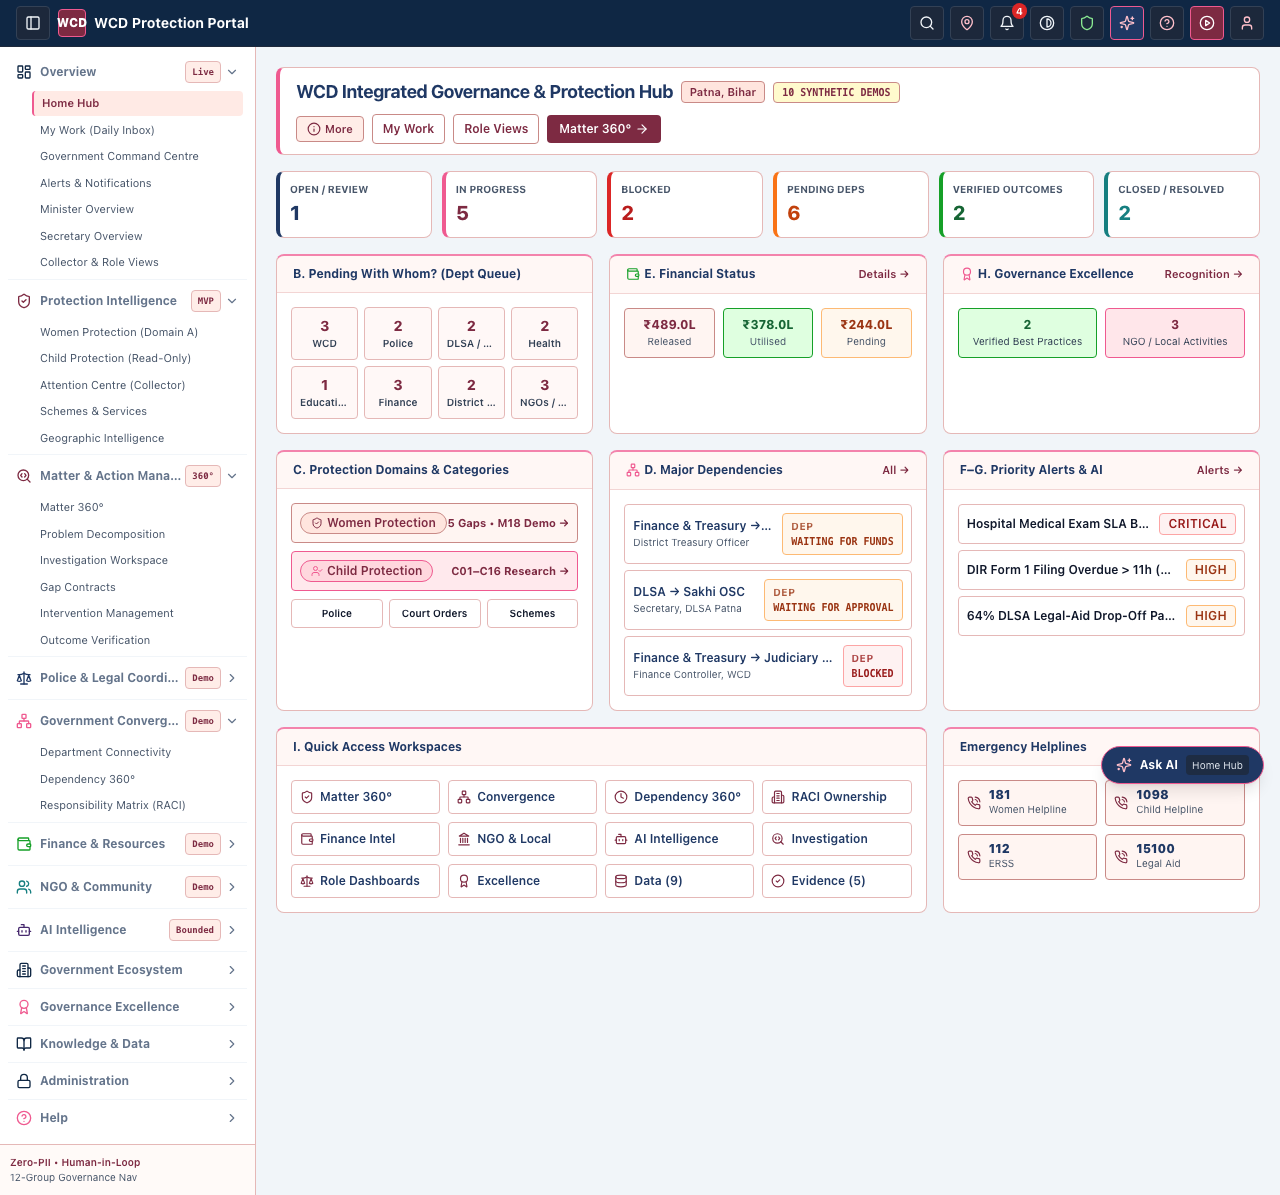 WCD
WCD Protection Portal
4
Overview
Live
Home Hub
My Work (Daily Inbox)
Government Command Centre
Alerts & Notifications
Minister Overview
Secretary Overview
Collector & Role Views
Protection Intelligence
MVP
Women Protection (Domain A)
Child Protection (Read-Only)
Attention Centre (Collector)
Schemes & Services
Geographic Intelligence
Matter & Action Mana...
360°
Matter 360°
Problem Decomposition
Investigation Workspace
Gap Contracts
Intervention Management
Outcome Verification
Police & Legal Coordi...
Demo
Government Converg...
Demo
Department Connectivity
Dependency 360°
Responsibility Matrix (RACI)
Finance & Resources
Demo
NGO & Community
Demo
AI Intelligence
Bounded
Government Ecosystem
Governance Excellence
Knowledge & Data
Administration
Help
Zero-PII • Human-in-Loop
12-Group Governance Nav
WCD Integrated Governance & Protection Hub
Patna, Bihar
10 SYNTHETIC DEMOS
More
My Work
Role Views
Matter 360° →
OPEN / REVIEW
1
IN PROGRESS
5
BLOCKED
2
PENDING DEPS
6
VERIFIED OUTCOMES
2
CLOSED / RESOLVED
2
B. Pending With Whom? (Dept Queue)
3
WCD
2
Police
2
DLSA / ...
2
Health
1
Educati...
3
Finance
2
District ...
3
NGOs / ...
E. Financial Status
Details →
₹489.0L
Released
₹378.0L
Utilised
₹244.0L
Pending
H. Governance Excellence
Recognition →
2
Verified Best Practices
3
NGO / Local Activities
C. Protection Domains & Categories
Women Protection
5 Gaps • M18 Demo →
Child Protection
C01–C16 Research →
Police
Court Orders
Schemes
D. Major Dependencies
All →
Finance & Treasury →...
District Treasury Officer
DEP
WAITING FOR FUNDS
DLSA → Sakhi OSC
Secretary, DLSA Patna
DEP
WAITING FOR APPROVAL
Finance & Treasury → Judiciary ...
Finance Controller, WCD
DEP
BLOCKED
F–G. Priority Alerts & AI
Alerts →
Hospital Medical Exam SLA B...
CRITICAL
DIR Form 1 Filing Overdue > 11h (...
HIGH
64% DLSA Legal-Aid Drop-Off Pa...
HIGH
I. Quick Access Workspaces
Matter 360°
Convergence
Dependency 360°
RACI Ownership
Finance Intel
NGO & Local
AI Intelligence
Investigation
Role Dashboards
Excellence
Data (9)
Evidence (5)
Emergency Helplines
Ask AI
Home Hub
181
Women Helpline
1098
Child Helpline
112
ERSS
15100
Legal Aid